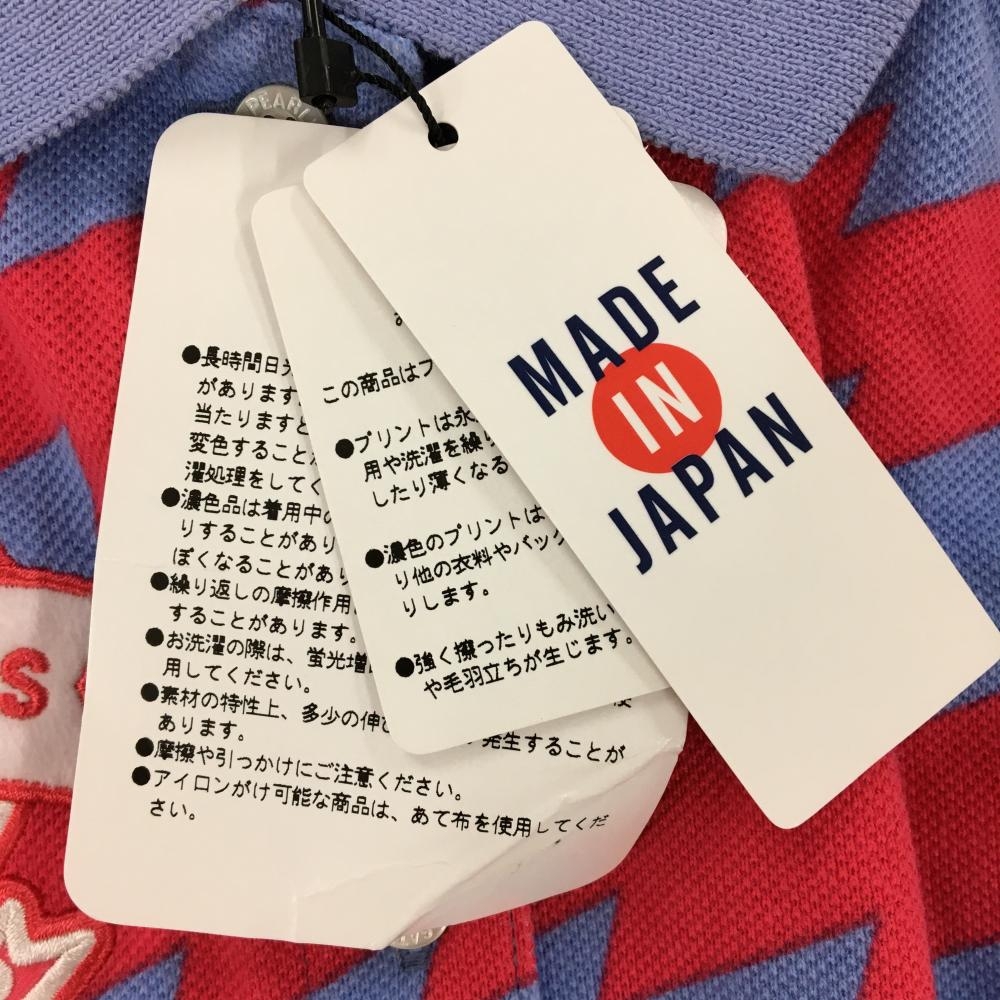 PEARL
●長時間日光
があります
当たりますと
変色すること
濯処理をしてく
●濃色品は着用中の
りすることがあり
ぽくなることがあり
●繰り返しの摩擦作用
することがあります。
●お洗濯の際は、蛍光増
用してください。
●素材の特性上、多少の伸び
発生することが
あります。
●摩擦や引っかけにご注意ください。
●アイロンがけ可能な商品は、あて布を使用してくだ
さい。
この商品はプ
●プリントは永
用や洗濯を繰り
したり薄くなる
●濃色のプリントは
り他の衣料やバック
りします。
●強く擦ったりもみ洗い
や毛羽立ちが生じます。
MADE
IN
JAPAN
S